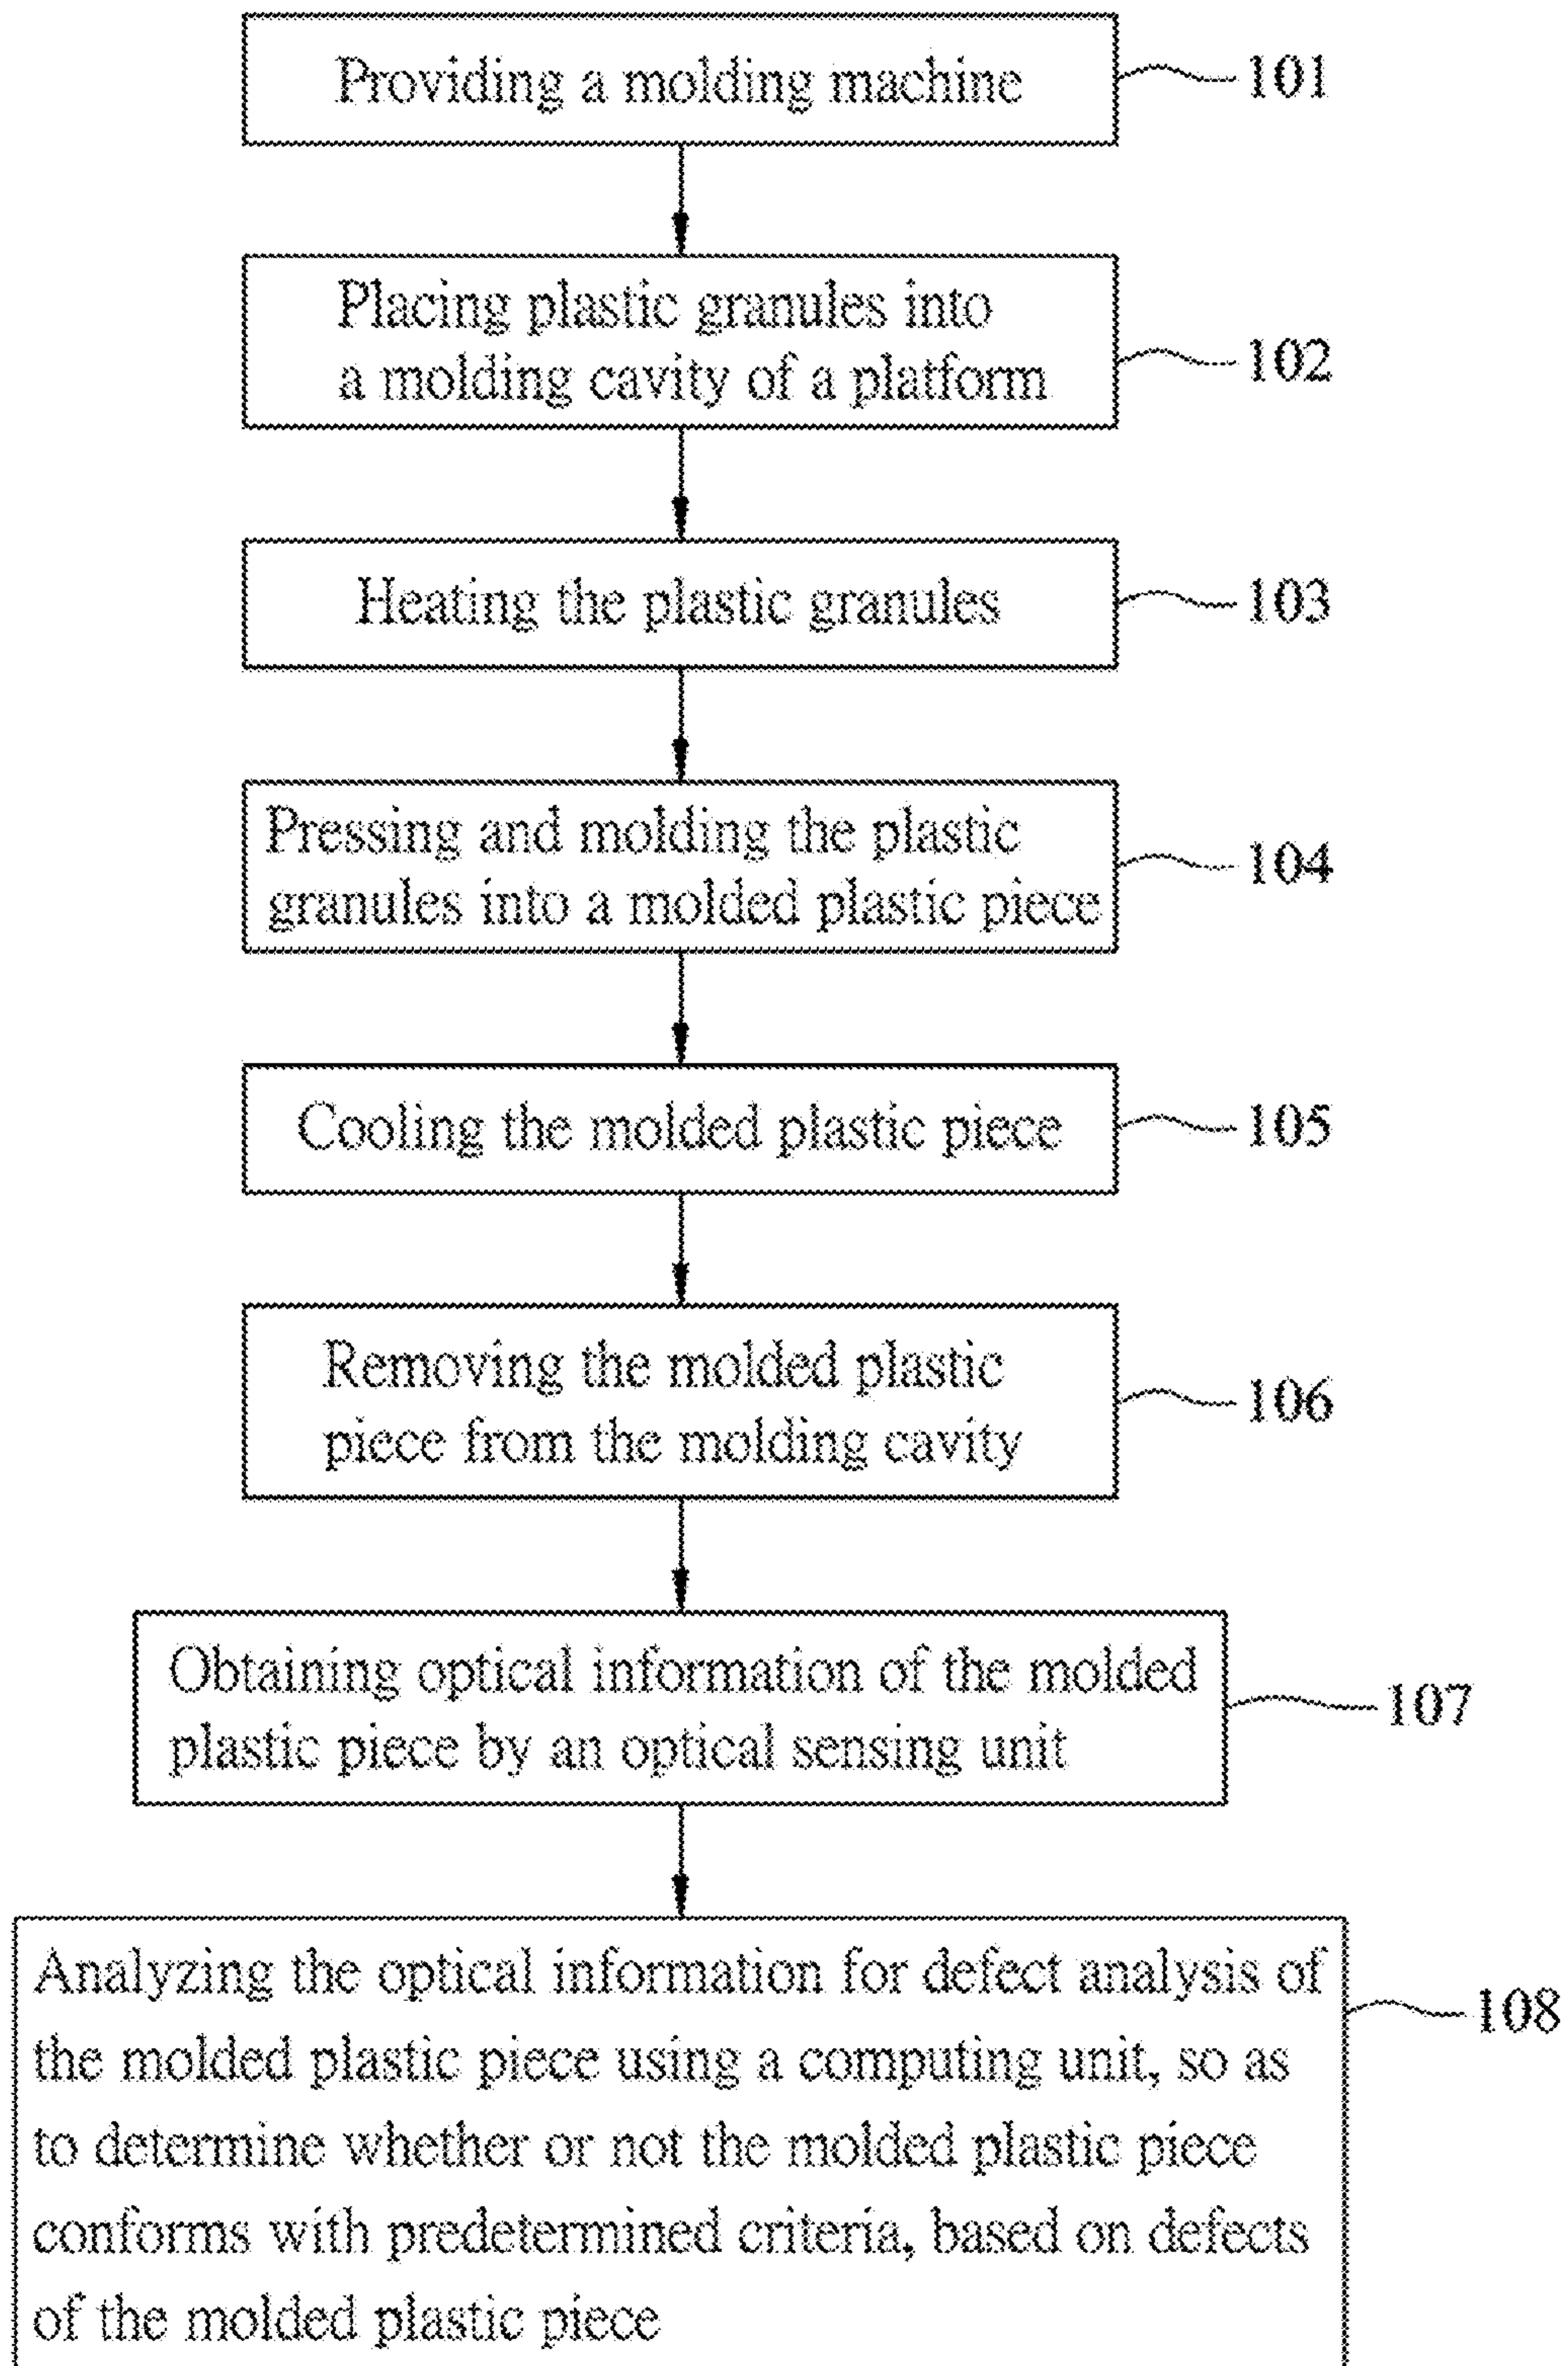 Providing a molding machine
101
Placing plastic granules into
a molding cavity of a platform
102
Heating the plastic granules
103
Pressing and molding the plastic
granules into a molded plastic piece
104
Cooling the molded plastic piece
105
Removing the molded plastic
piece from the molding cavity
106
Obtaining optical information of the molded
plastic piece by an optical sensing unit
107
Analyzing the optical information for defect analysis of
the molded plastic piece using a computing unit, so as
to determine whether or not the molded plastic piece
conforms with predetermined criteria, based on defects
of the molded plastic piece
108